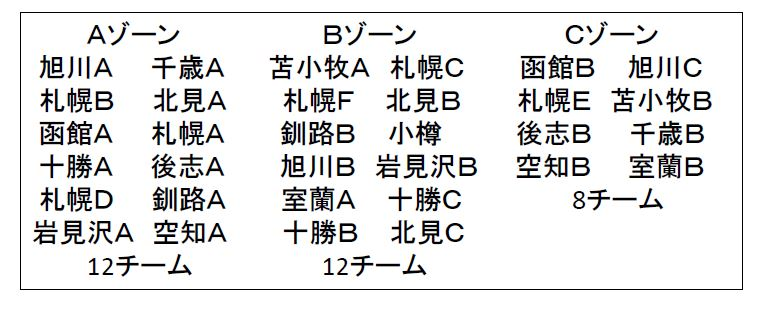 Aゾーン Bゾーン Cゾーン
旭川A 千歳A 苫小牧A 札幌C 函館B 旭川C
札幌B 北見A 札幌F 北見B 札幌E 苫小牧B
函館A 札幌A 釧路B 小樽 後志B 千歳B
十勝A 後志A 旭川B 岩見沢B 空知B 室蘭B
札幌D 釧路A 室蘭A 十勝C 8チーム
岩見沢A 空知A 十勝B 北見C
12チーム 12チーム